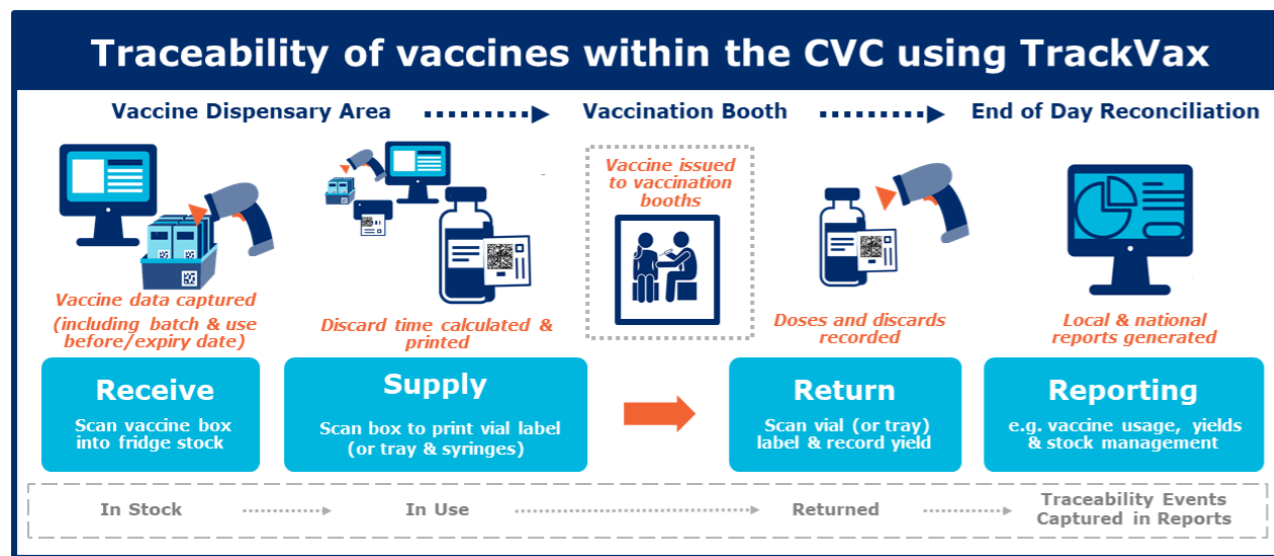 Traceability of vaccines within the CVC using TrackVax
Vaccine Dispensary Area
Vaccination Booth
End of Day Reconciliation
Vaccine data captured
(including batch & use
before/expiry date)
Discard time calculated &
printed
Vaccine issued
to vaccination
booths
Doses and discards
recorded
Local & national
reports generated
Receive
Scan vaccine box
into fridge stock
Supply
Scan box to print vial label
(or tray & syringes)
Return
Scan vial (or tray)
label & record yield
Reporting
e.g. vaccine usage, yields
& stock management
In Stock
In Use
Returned
Traceability Events
Captured in Reports